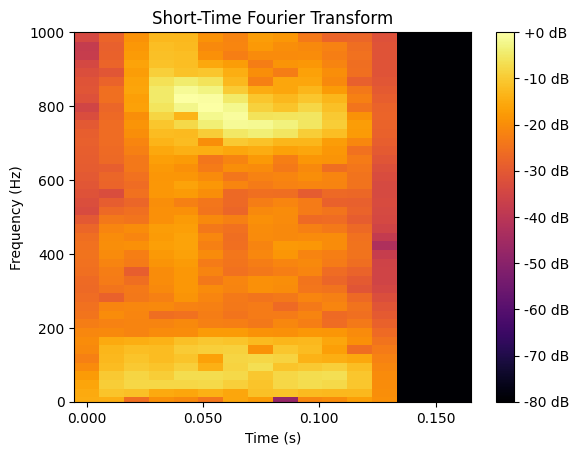 Short-Time Fourier Transform
1000
800
600
400
200
0
Frequency (Hz)
0.000
0.050
0.100
0.150
Time (s)
+0 dB
-10 dB
-20 dB
-30 dB
-40 dB
-50 dB
-60 dB
-70 dB
-80 dB